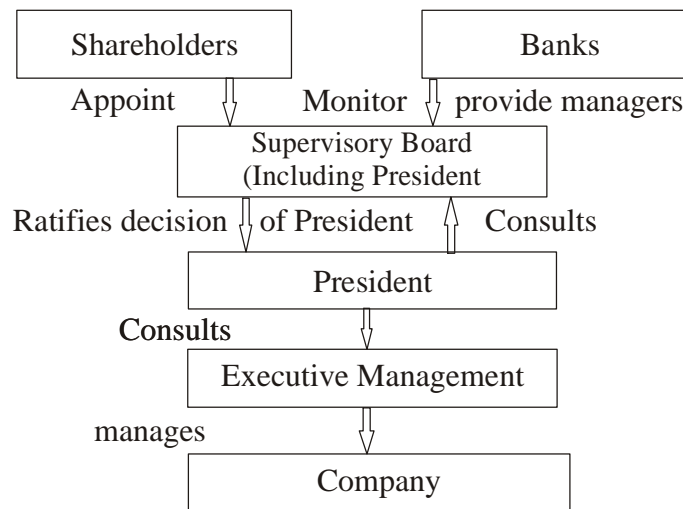 Shareholders
Banks
Appoint
Monitor provide managers
Supervisory Board
(Including President
Ratifies decision of President
Consults
President
Consults
Executive Management
manages
Company